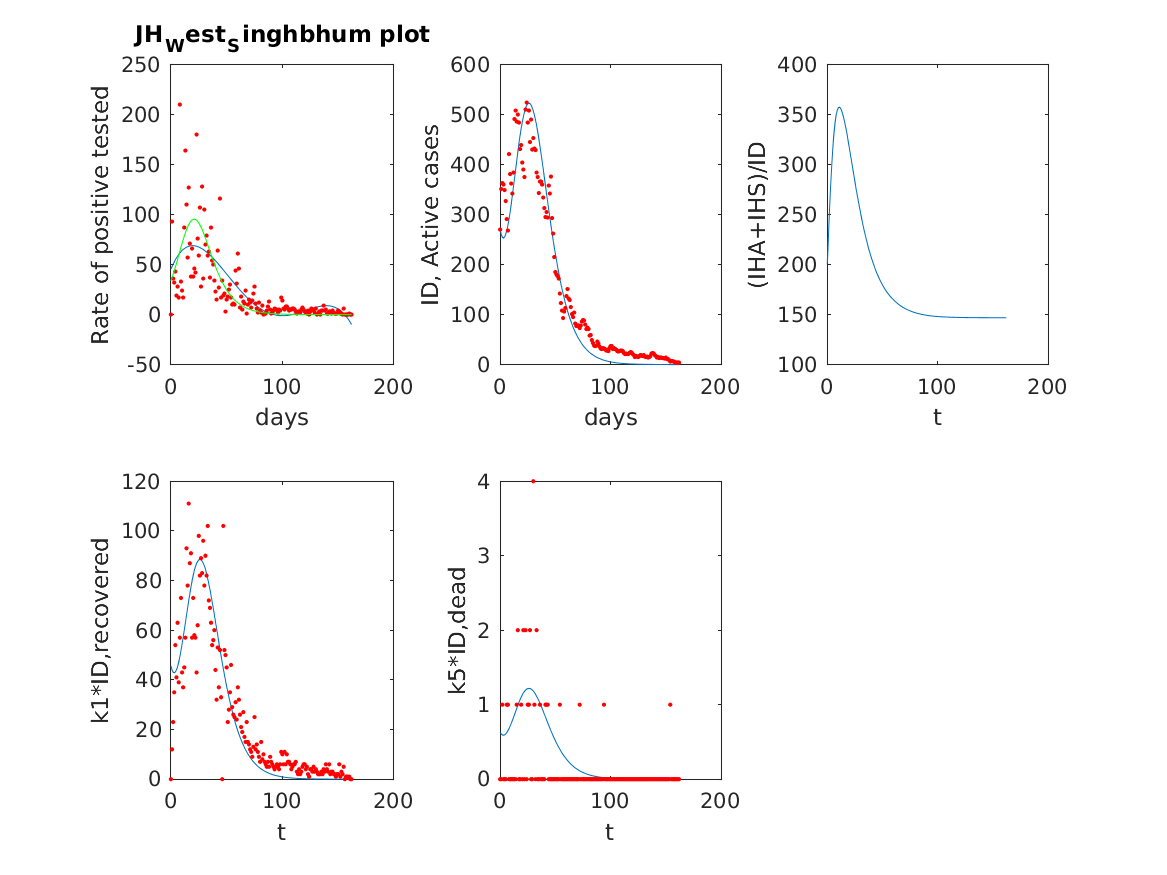 JH_West_Singhbhum plot
250
200
150
100
50
0
-50
0 100 200
Rate of positive tested
days
600
500
400
300
200
100
0
0 100 200
ID, Active cases
days
400
350
300
250
200
150
100
0 100 200
(IHA+IHS)/ID
t
120
100
80
60
40
20
0
0 100 200
k1*ID,recovered
t
4
3
2
1
0
0 100 200
k5*ID,dead
t